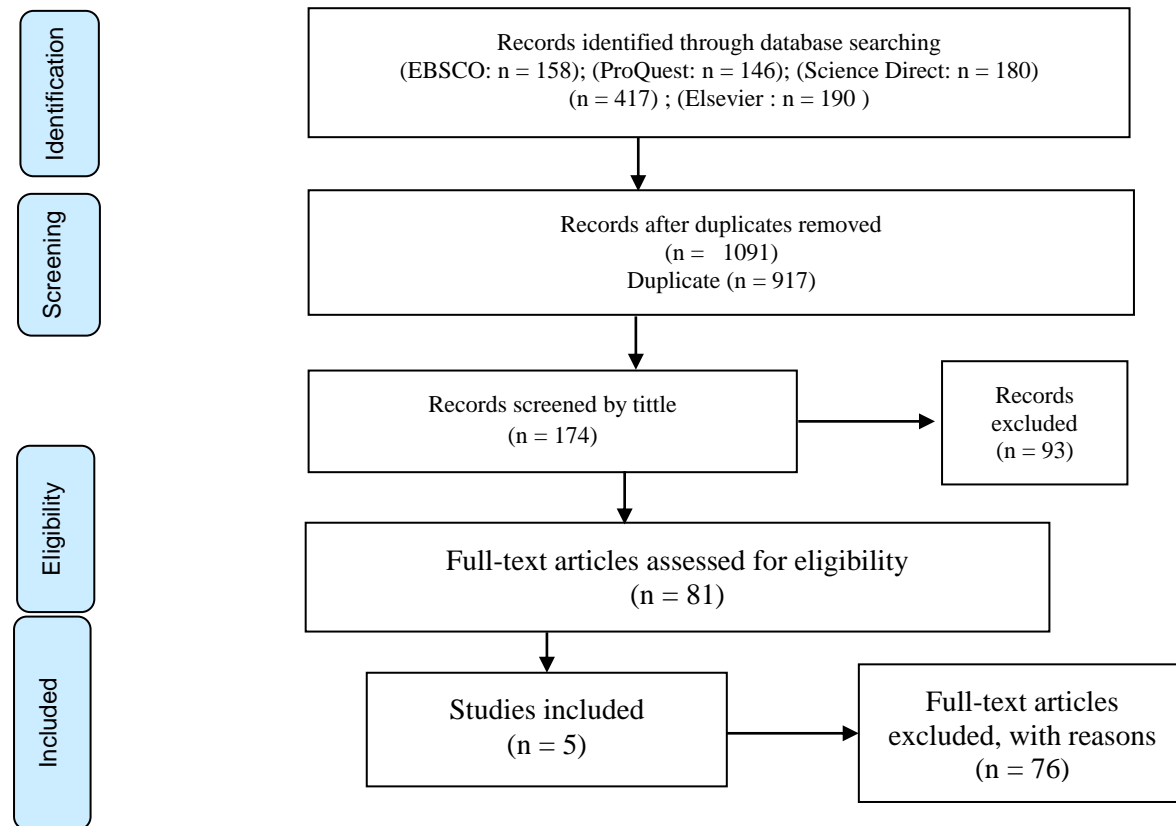 Identification
Records identified through database searching
(EBSCO: n = 158); (ProQuest: n = 146); (Science Direct: n = 180)
(n = 417) ; (Elsevier : n = 190 )
Screening
Records after duplicates removed
(n = 1091)
Duplicate (n = 917)
Records screened by tittle
(n = 174)
Records
excluded
(n = 93)
Eligibility
Full-text articles assessed for eligibility
(n = 81)
Included
Studies included
(n = 5)
Full-text articles
excluded, with reasons
(n = 76)